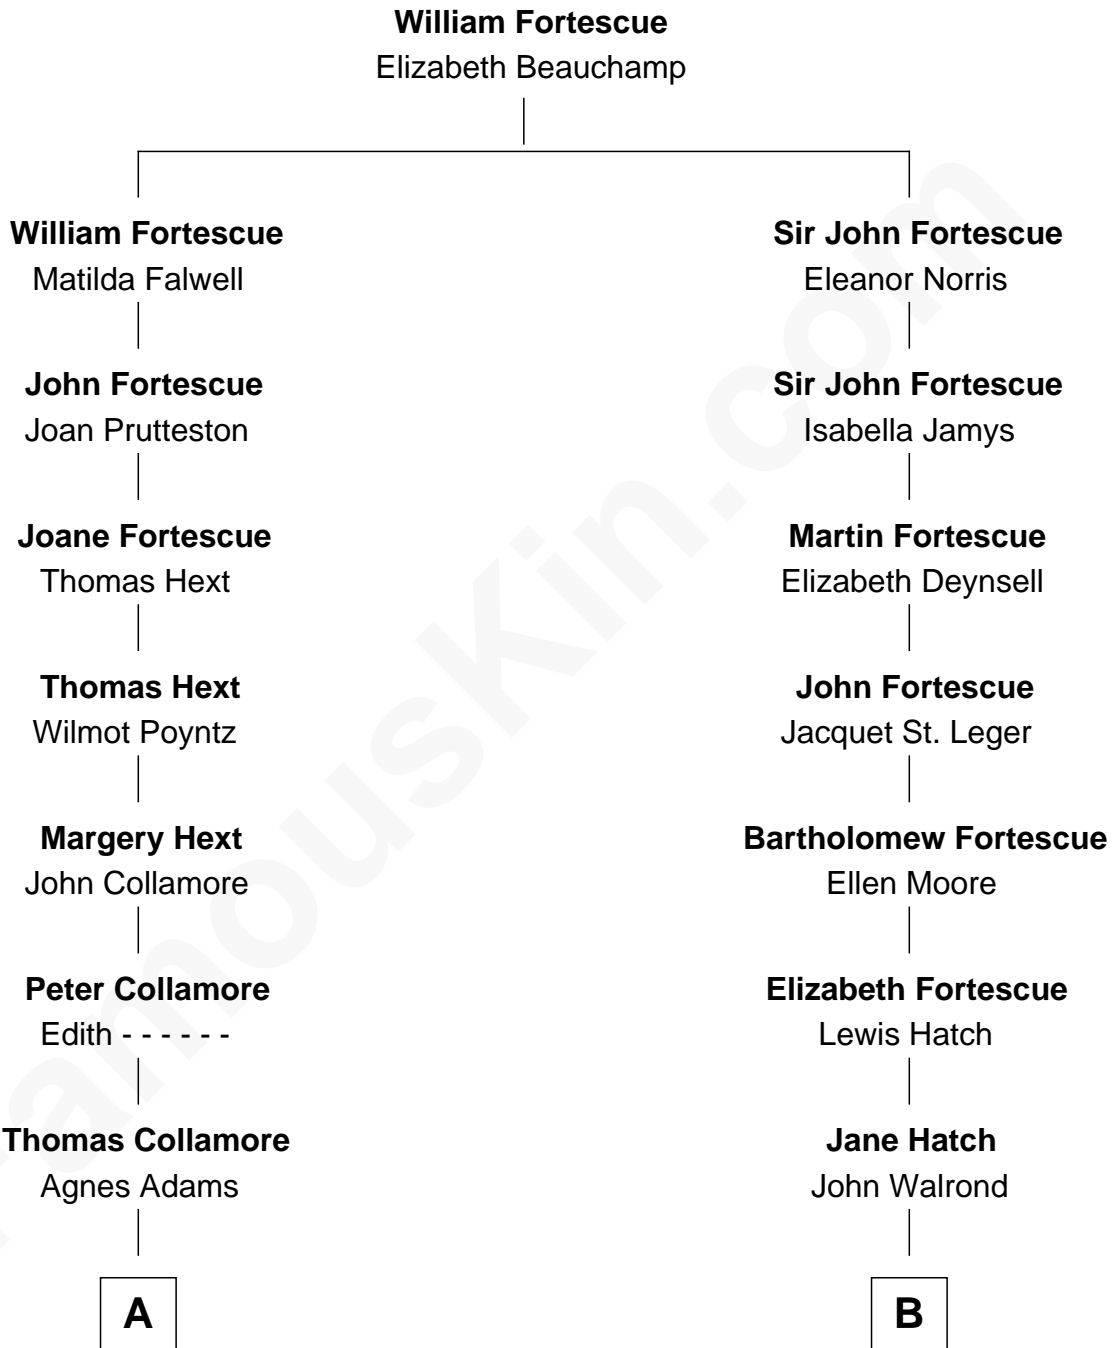 William Fortescue
Elizabeth Beauchamp
William Fortescue
Matilda Falwell
John Fortescue
Joan Prutteston
Joane Fortescue
Thomas Hext
Thomas Hext
Wilmot Poyntz
Margery Hext
John Collamore
Peter Collamore
Edith - - - - - -
Thomas Collamore
Agnes Adams
A
Sir John Fortescue
Eleanor Norris
Sir John Fortescue
Isabella Jamys
Martin Fortescue
Elizabeth Deynsell
John Fortescue
Jacquet St. Leger
Bartholomew Fortescue
Ellen Moore
Elizabeth Fortescue
Lewis Hatch
Jane Hatch
John Walrond
B
FamousKin.com